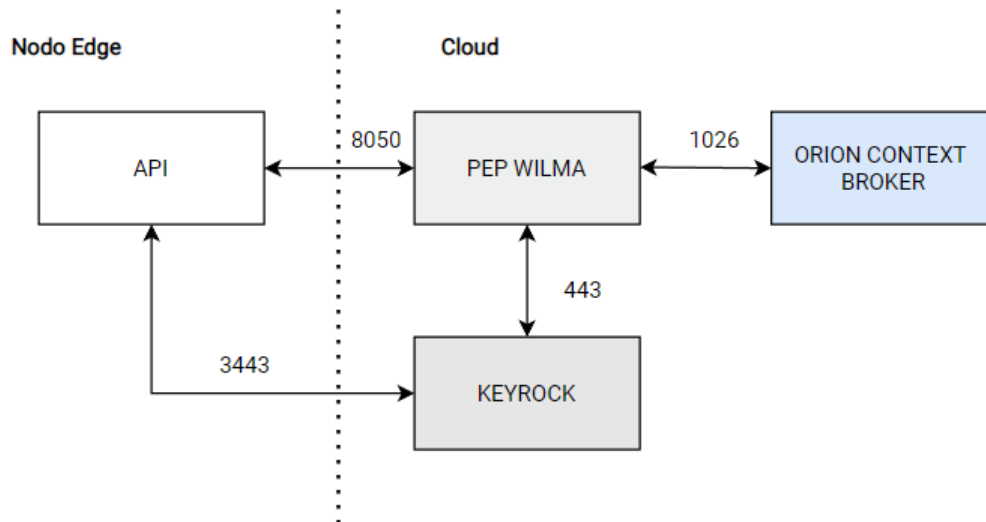 Nodo Edge
Cloud
8050
1026
API
PEP WILMA
ORION CONTEXT
BROKER
443
3443
KEYROCK